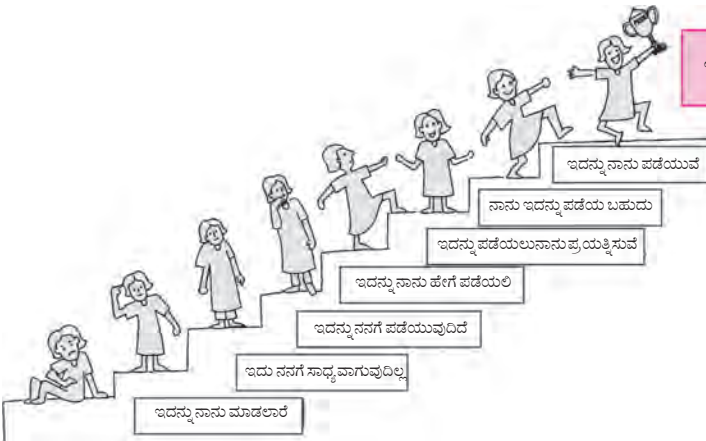 ಇದನ್ನು ನಾನು ಪಡೆಯುವೆ
ನಾನು ಇದನ್ನು ಪಡೆಯ ಬಹುದು
ಇದನ್ನು ಪಡೆಯಲುನಾನು ಪ್ರಯತ್ನಿಸುವೆ
ಇದನ್ನು ನಾನು ಹೇಗೆ ಪಡೆಯಲಿ
ಇದನ್ನು ನನಗೆ ಪಡೆಯುವುದಿದೆ
ಇದು ನನಗೆ ಸಾಧ್ಯವಾಗುವುದಿಲ್ಲ
ಇದನ್ನು ನಾನು ಮಾಡಲಾರೆ